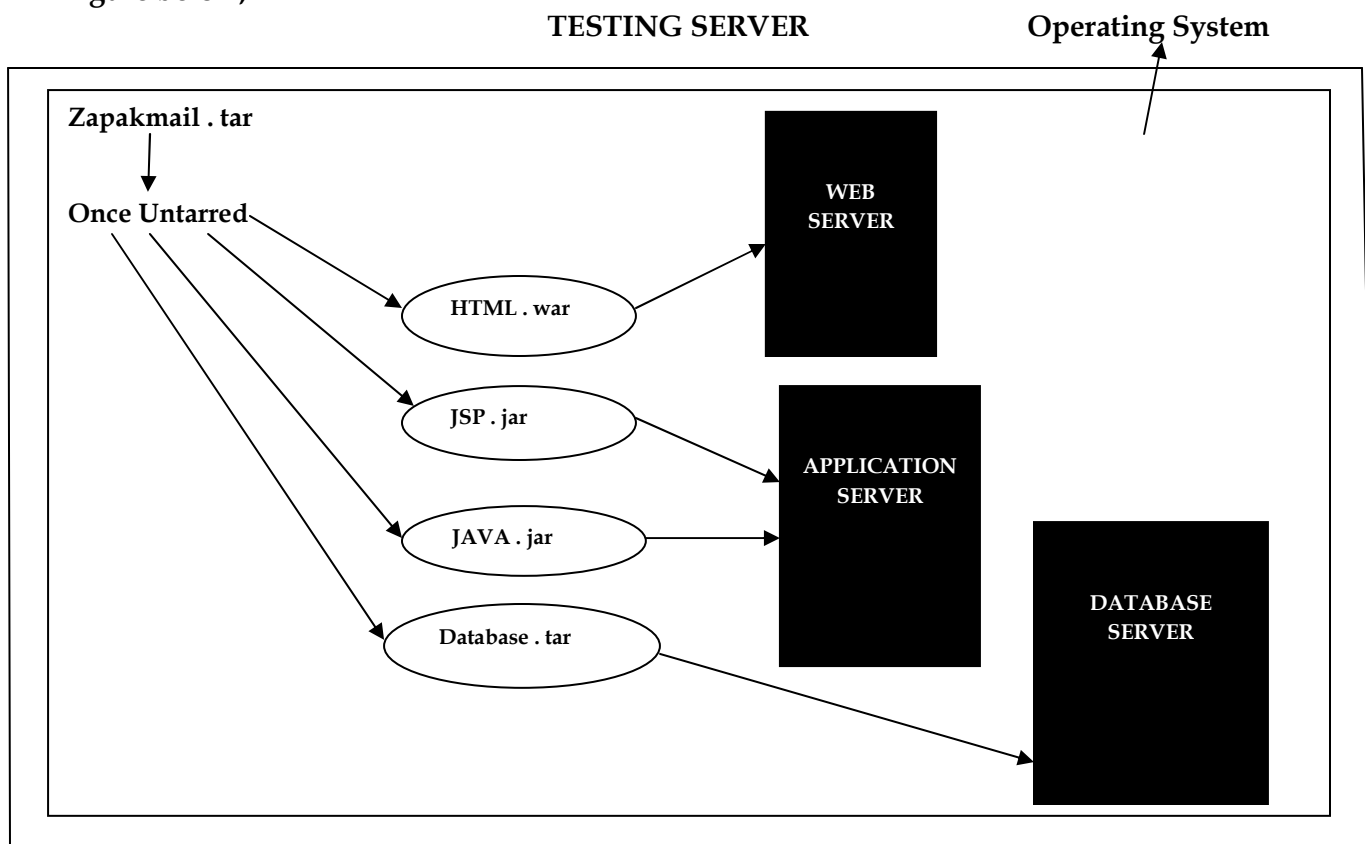 TESTING SERVER
Operating System
Zapakmail . tar
Once Untarred
WEB
SERVER
HTML . war
JSP . jar
APPLICATION
SERVER
JAVA . jar
DATABASE
SERVER
Database . tar